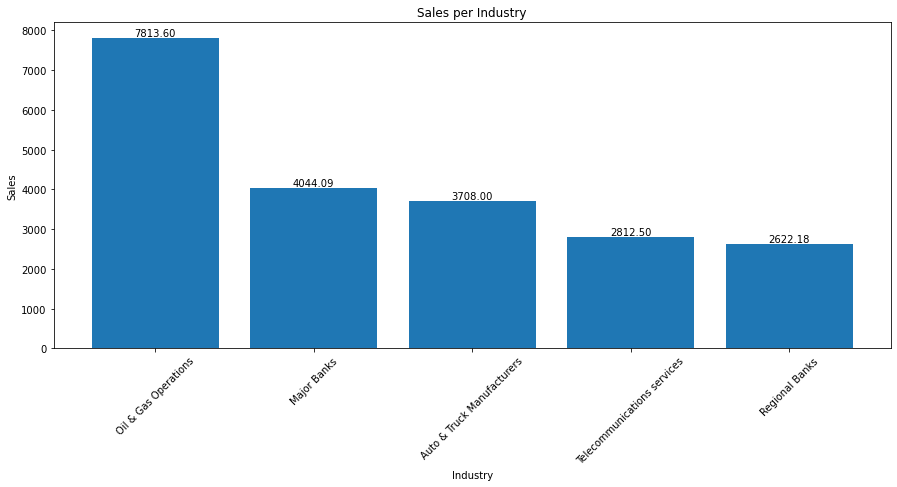 Sales per Industry
Sales
8000
7000
6000
5000
4000
3000
2000
1000
0
7813.60
4044.09
3708.00
2812.50
2622.18
Oil & Gas Operations
Major Banks
Auto & Truck Manufacturers
Telecommunications services
Regional Banks
Industry